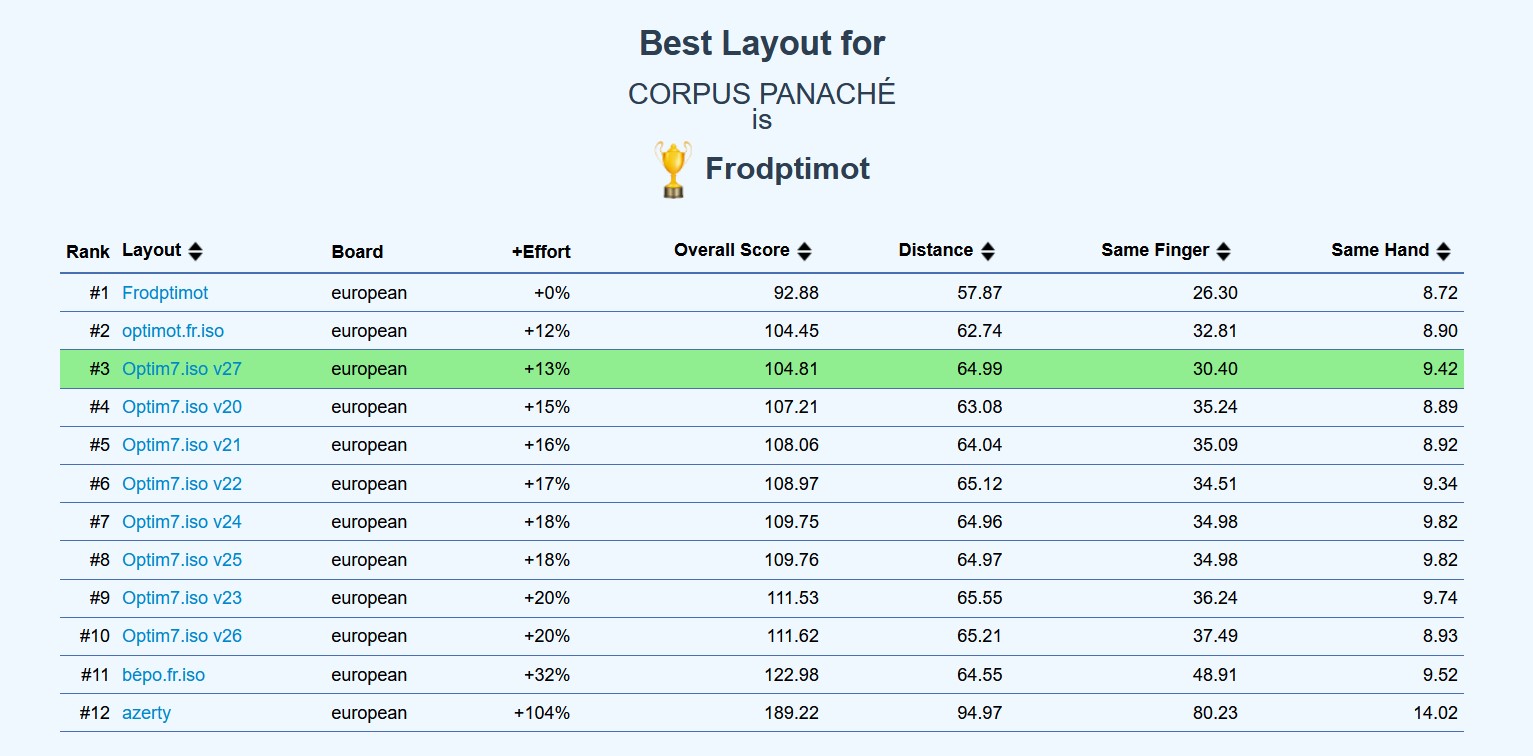 Best Layout for
CORPUS PANACHÉ
is
Frodptimot
Rank Layout Board +Effort Overall Score Distance Same Finger Same Hand
#1 Frodptimot european +0% 92.88 57.87 26.30 8.72
#2 optimot.fr.iso european +12% 104.45 62.74 32.81 8.90
#3 Optim7.iso v27 european +13% 104.81 64.99 30.40 9.42
#4 Optim7.iso v20 european +15% 107.21 63.08 35.24 8.89
#5 Optim7.iso v21 european +16% 108.06 64.04 35.09 8.92
#6 Optim7.iso v22 european +17% 108.97 65.12 34.51 9.34
#7 Optim7.iso v24 european +18% 109.75 64.96 34.98 9.82
#8 Optim7.iso v25 european +18% 109.76 64.97 34.98 9.82
#9 Optim7.iso v23 european +20% 111.53 65.55 36.24 9.74
#10 Optim7.iso v26 european +20% 111.62 65.21 37.49 8.93
#11 bépo.fr.iso european +32% 122.98 64.55 48.91 9.52
#12 azerty european +104% 189.22 94.97 80.23 14.02